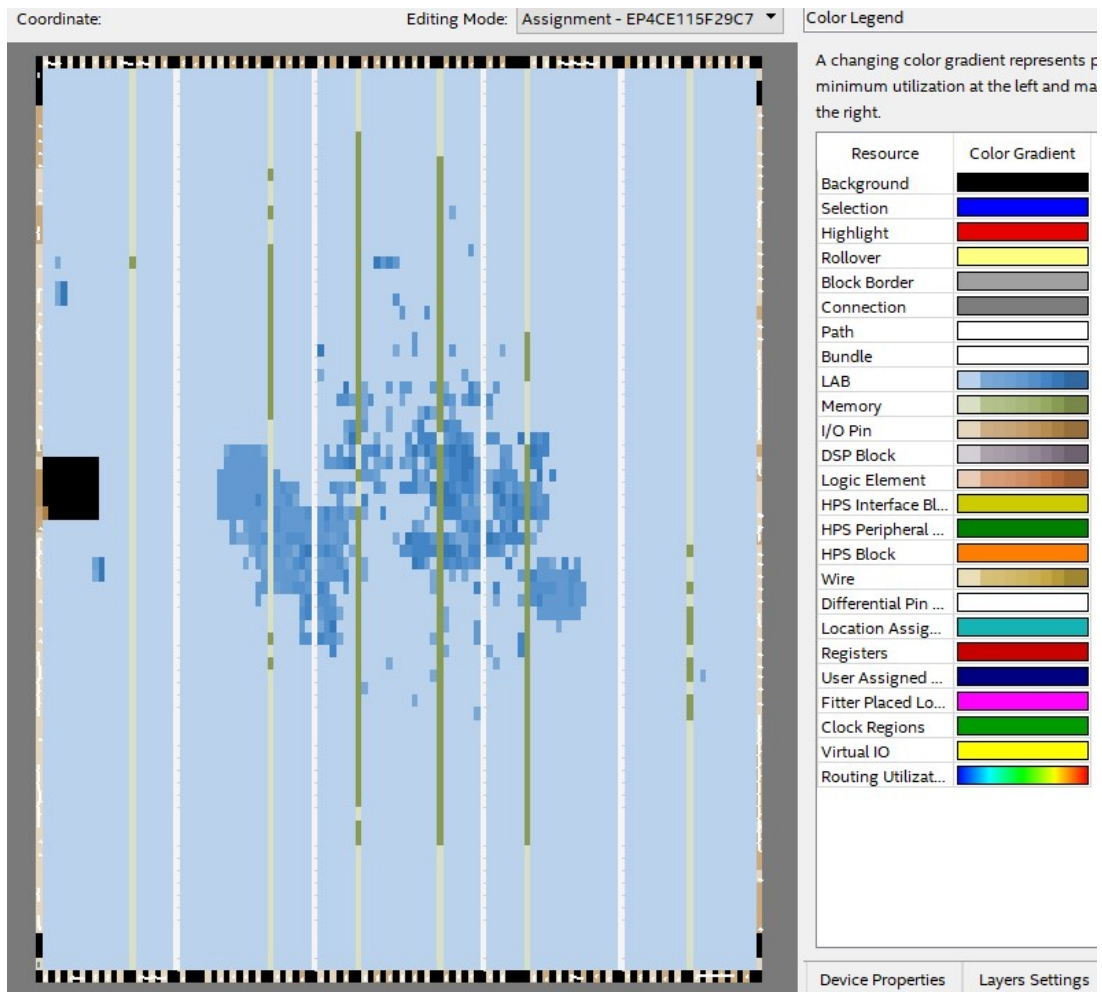 Coordinate:
Editing Mode: Assignment - EP4CE115F29C7
Color Legend
A changing color gradient represents p
minimum utilization at the left and ma
the right.
Resource Color Gradient
Background
Selection
Highlight
Rollover
Block Border
Connection
Path
Bundle
LAB
Memory
I/O Pin
DSP Block
Logic Element
HPS Interface Bl...
HPS Peripheral ...
HPS Block
Wire
Differential Pin ...
Location Assig...
Registers
User Assigned ...
Fitter Placed Lo...
Clock Regions
Virtual IO
Routing Utilizat...
Device Properties Layers Settings